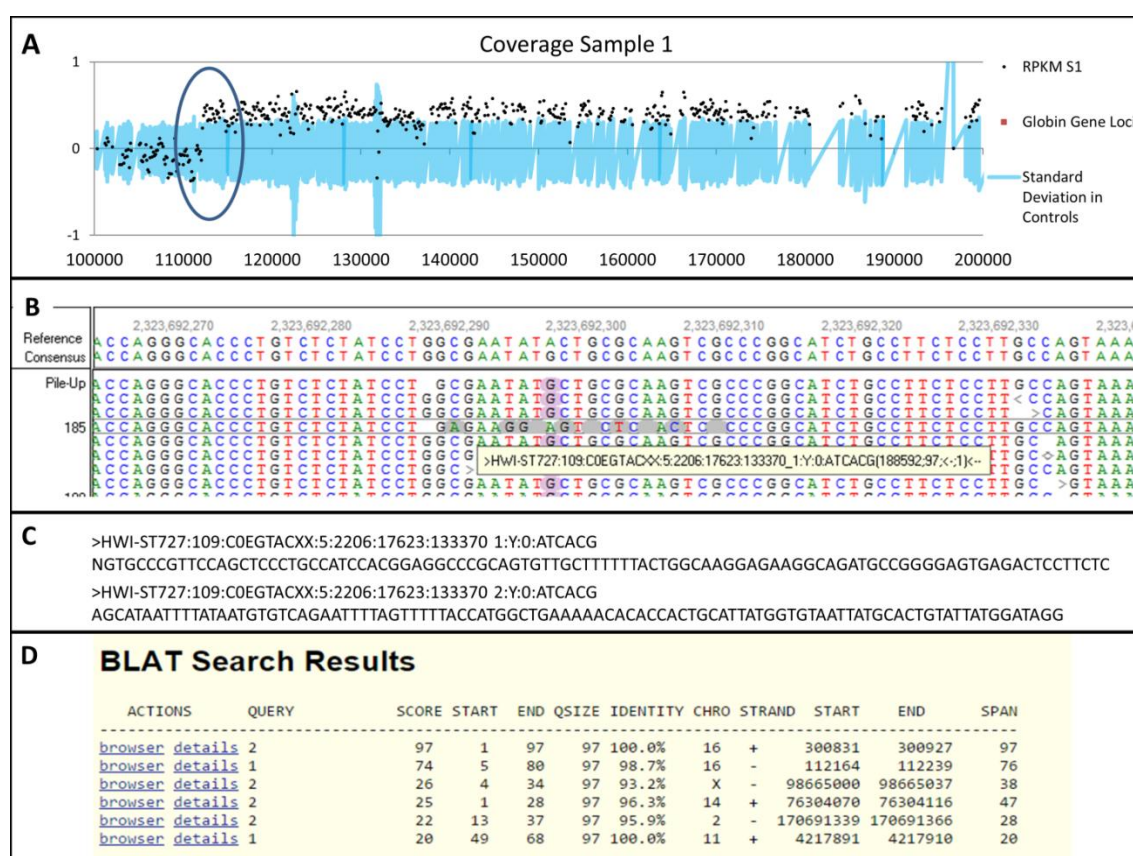 A
Coverage Sample 1
1
0
-1
100000 110000 120000 130000 140000 150000 160000 170000 180000 190000 200000
RPKM S1
Globin Gene Loci
Standard
Deviation in
Controls
B
2,323,692,270 2,323,692,280 2,323,692,290 2,323,692,300 2,323,692,310 2,323,692,320 2,323,692,330
Reference ACCAGGGCACCCTGTCTCTATCCTGGCGAATATACTGCGCAAGTCGCCCGGCATCTGCCTTCTCCTTGCCAGTAAA
Consensus ACCAGGGCACCCTGTCTCTATCCTGGCGAATATGCTGCGCAAGTCGCCCGGCATCTGCCTTCTCCTTGCCAGTAAA
Pile-Up ACCAGGGCACCCTGTCTCTATCCT GCGAATATGCTGCGCAAGTCGCCCGGCATCTGCCTTCTCCTTGC<CAGTAAA
185
>HWI-ST727:109:C0EGTACXX:5:2206:17623:133370_1:Y:0:ATCACG(188592;97;<-;1)<--
C
>HWI-ST727:109:C0EGTACXX:5:2206:17623:133370 1:Y:0:ATCACG
NGTGCCCGTTCCAGCTCCCTGCCATCCACGGAGGCCCGCAGTGTTGCTTTTTTACTGGCAAGGAGAAGGCAGATGCCGGGGAGTGAGACTCCTTCTC
>HWI-ST727:109:C0EGTACXX:5:2206:17623:133370 2:Y:0:ATCACG
AGCATAATTTTATAATGTGTCAGAATTTTAGTTTTTACCATGGCTGAAAAACACACCACTGCATTATGGTGTAATTATGCACTGTATTATGGATAGG
D
BLAT Search Results
ACTIONS QUERY SCORE START END QSIZE IDENTITY CHRO STRAND START END SPAN
browser details 2 97 1 97 97 100.0% 16 + 300831 300927 97
browser details 1 74 5 80 97 98.7% 16 - 112164 112239 76
browser details 2 26 4 34 97 93.2% X - 98665000 98665037 38
browser details 2 25 1 28 97 96.3% 14 + 76304070 76304116 47
browser details 2 22 13 37 97 95.9% 2 - 170691339 170691366 28
browser details 1 20 49 68 97 100.0% 11 + 4217891 4217910 20